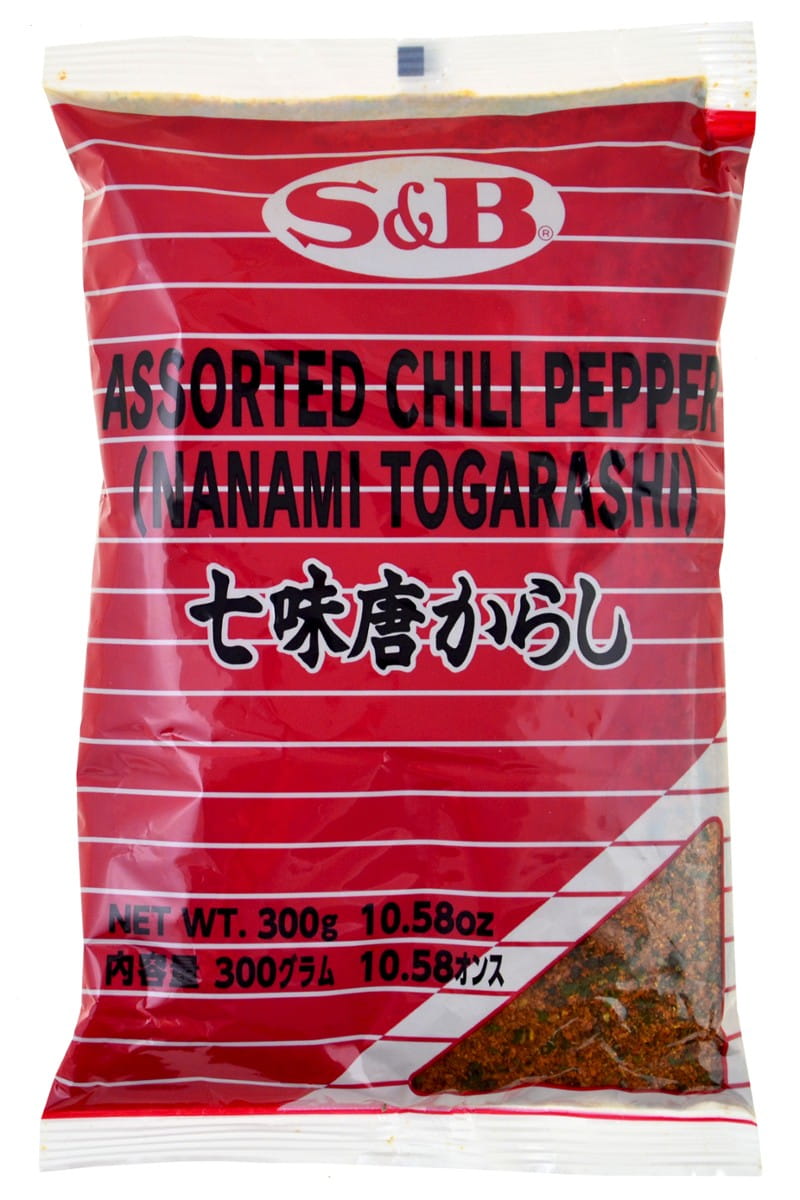 S&B®
ASSORTED CHILI PEPPER
(NANAMI TOGARASHI)
七味唐からし
NET WT. 300g 10.58oz
内容量 300グラム 10.58オンス